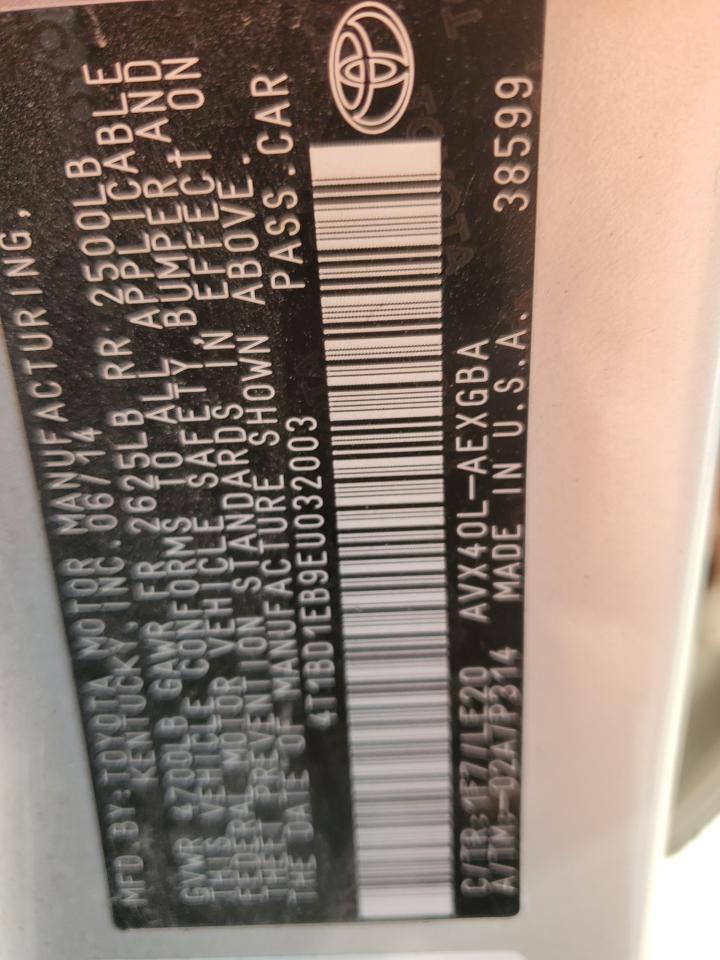 MFD. BY: TOYOTA MOTOR MANUFACTURING,
KENTUCKY, INC. 06/14
GVWR 4700LB GAWR FR 2625LB RR 2500LB
THIS VEHICLE CONFORMS TO ALL APPLICABLE
FEDERAL MOTOR VEHICLE SAFETY, BUMPER AND
THEFT PREVENTION STANDARDS IN EFFECT ON
THE DATE OF MANUFACTURE SHOWN ABOVE.
4T1BD1EB9EU032003 PASS. CAR
C/TR: 1F7/LE20 AVX40L-AEXGBA
A/TM: -02A/P314 MADE IN U.S.A. 38599